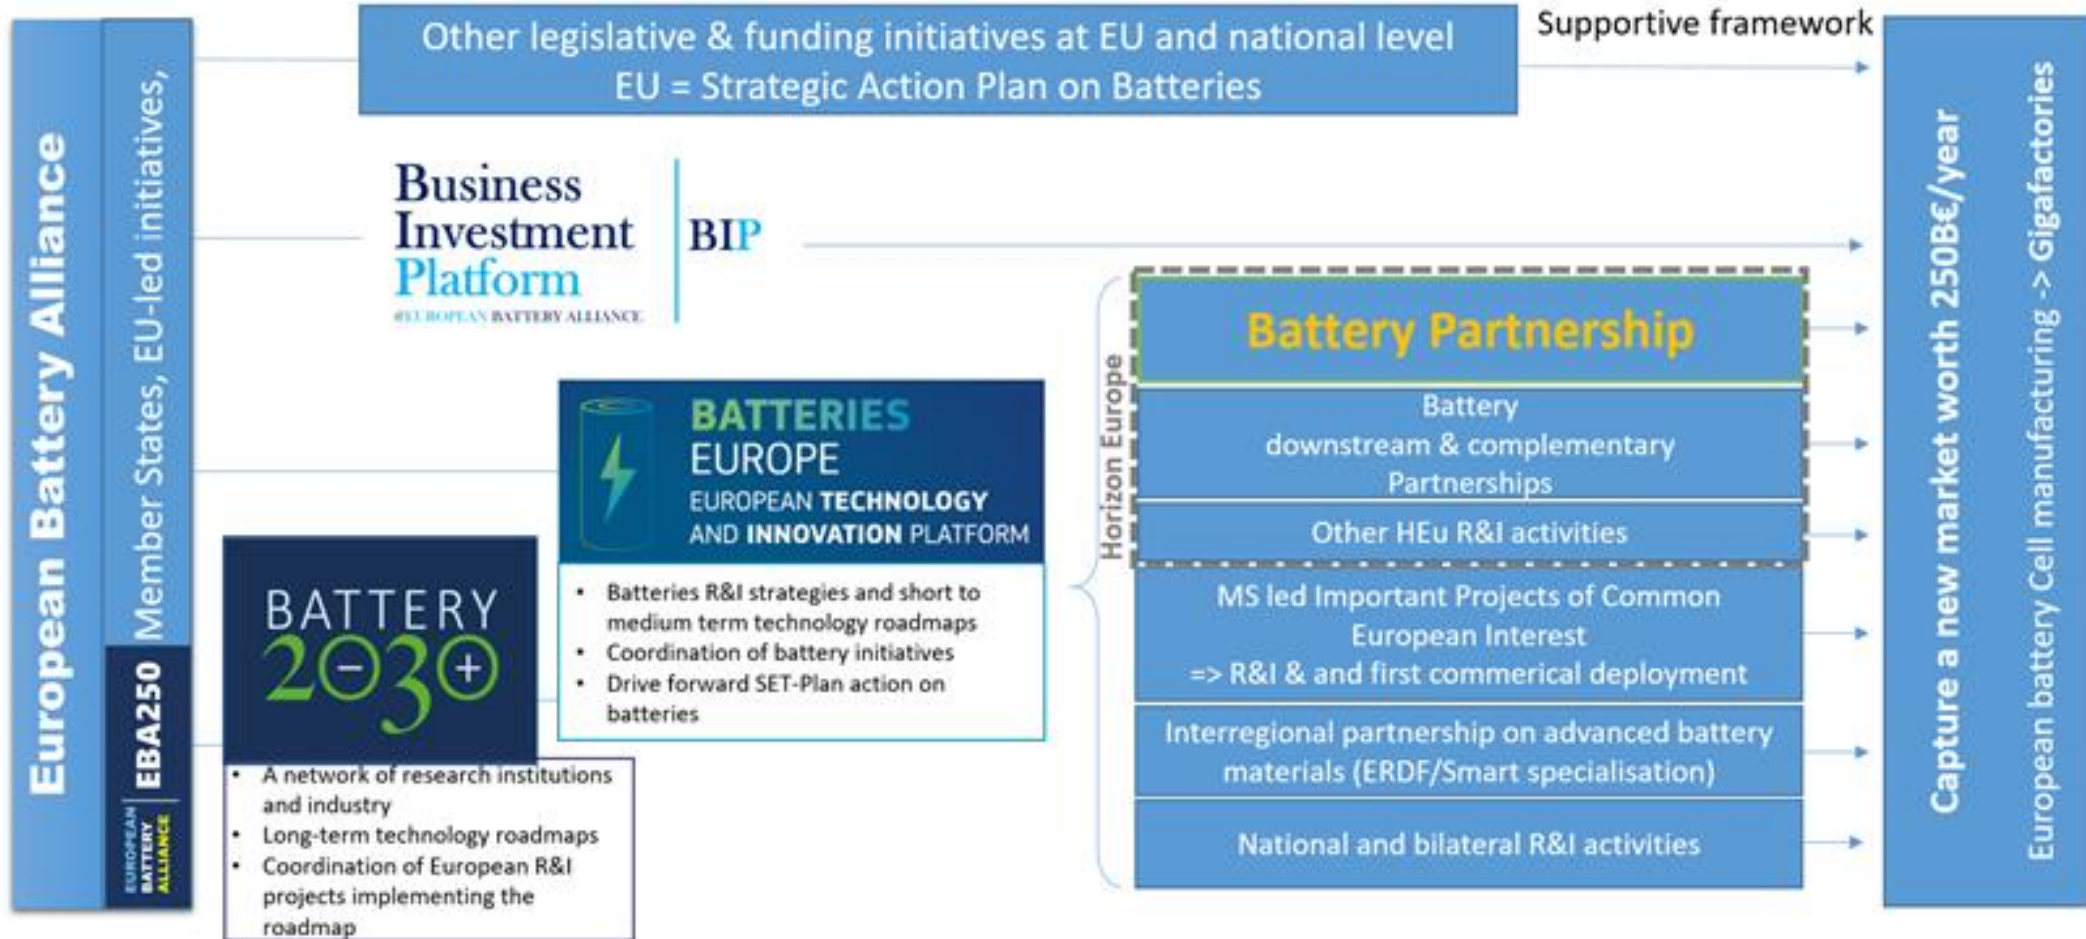 European Battery Alliance
Member States, EU-led initiatives,
EBA250
EUROPEAN
BATTERY
ALLIANCE
Other legislative & funding initiatives at EU and national level
EU = Strategic Action Plan on Batteries
Supportive framework
Business
Investment
Platform
#EUROPEAN BATTERY ALLIANCE
BIP
BATTERIES
EUROPE
EUROPEAN TECHNOLOGY
AND INNOVATION PLATFORM
• Batteries R&I strategies and short to
medium term technology roadmaps
• Coordination of battery initiatives
• Drive forward SET-Plan action on
batteries
BATTERY
2030
• A network of research institutions
and industry
• Long-term technology roadmaps
• Coordination of European R&I
projects implementing the
roadmap
Horizon Europe
Battery Partnership
Battery
downstream & complementary
Partnerships
Other HEu R&I activities
MS led Important Projects of Common
European Interest
=> R&I & and first commerical deployment
Interregional partnership on advanced battery
materials (ERDF/Smart specialisation)
National and bilateral R&I activities
Capture a new market worth 250B€/year
European battery Cell manufacturing -> Gigafactories